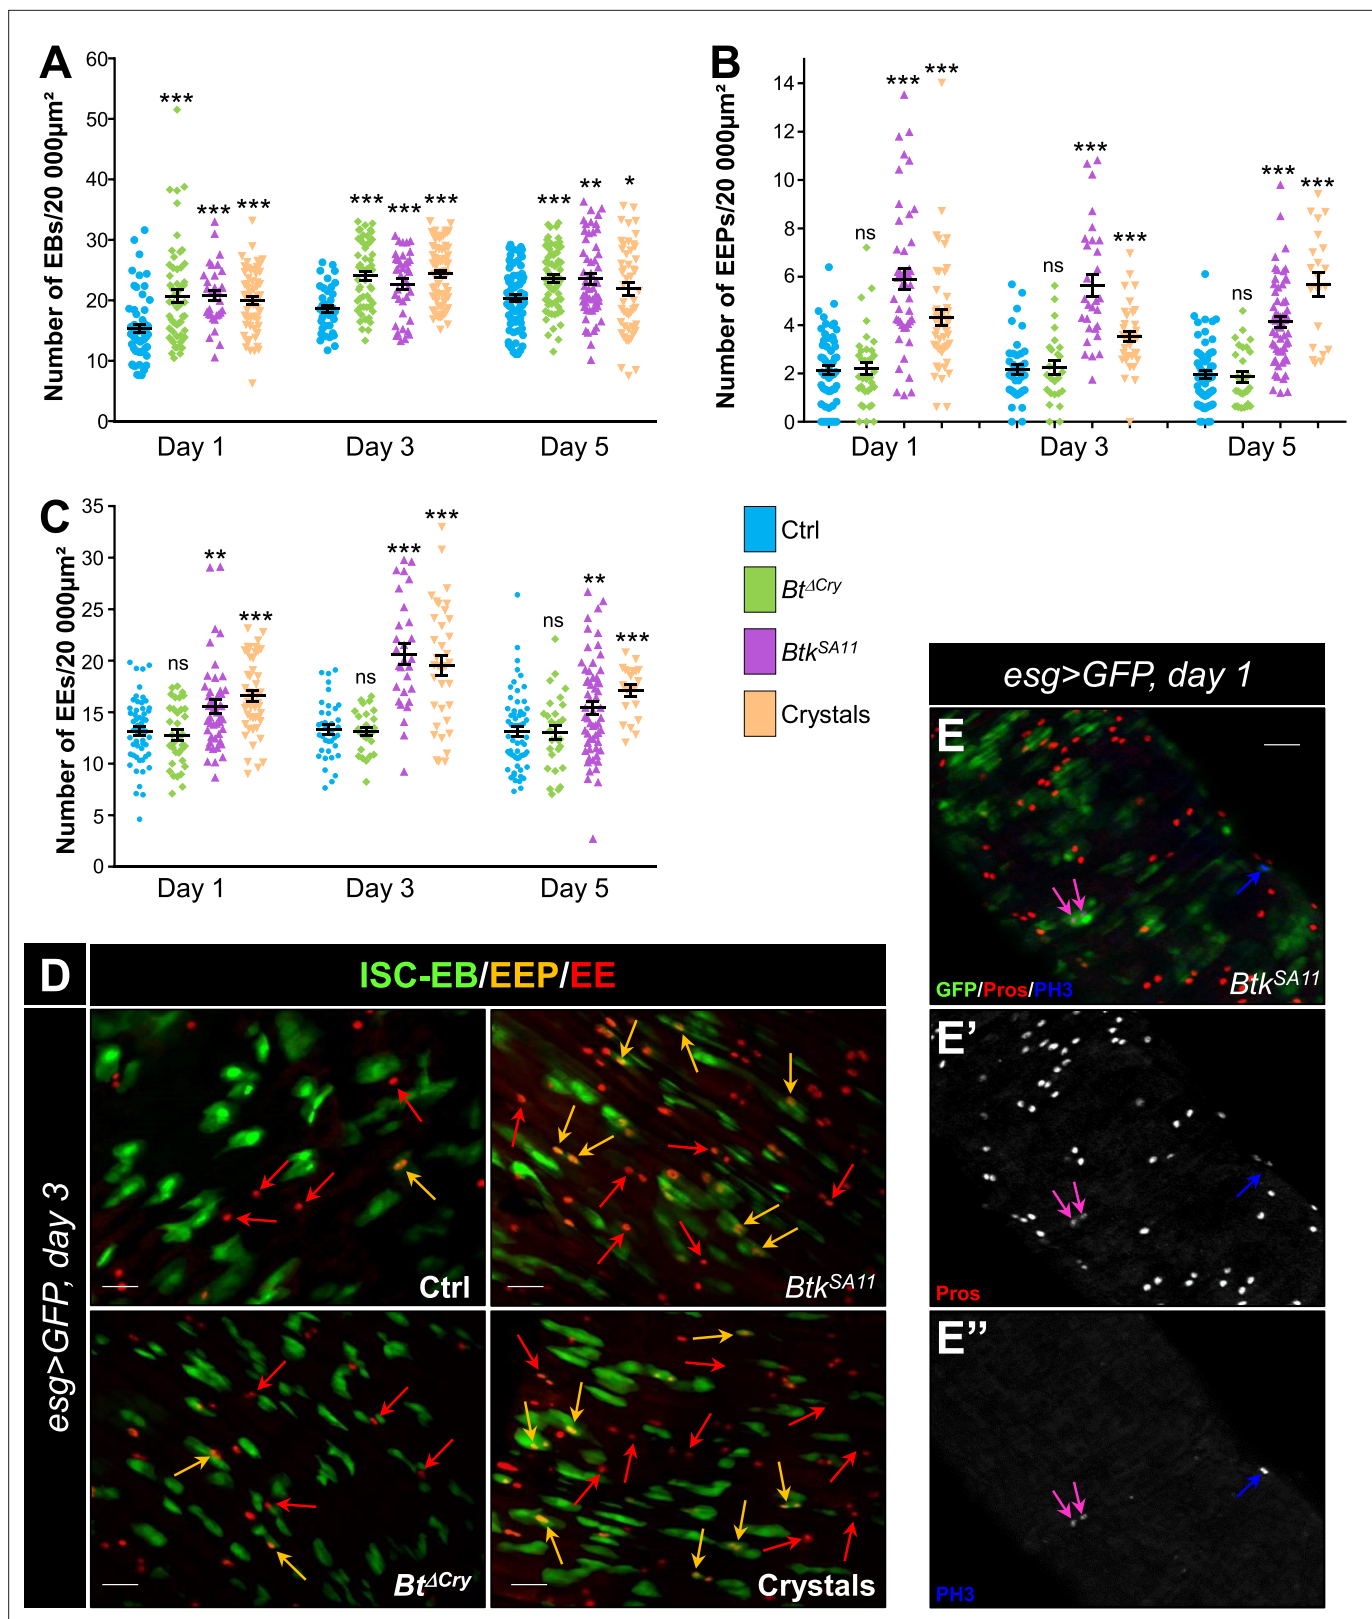 A
Number of EBs/20 000µm²
60
50
40
30
20
10
0
***
***
***
***
***
***
***
**
*
Day 1
Day 3
Day 5
B
Number of EEPs/20 000µm²
14
12
10
8
6
4
2
0
ns
***
***
ns
***
***
ns
***
***
Day 1
Day 3
Day 5
C
Number of EEs/20 000µm²
35
30
25
20
15
10
5
0
ns
**
***
ns
***
***
ns
**
***
Day 1
Day 3
Day 5
Ctrl
Bt^ΔCry
Btk^SA11
Crystals
D
ISC-EB/EEP/EE
esg>GFP, day 3
Ctrl
Btk^SA11
Bt^ΔCry
Crystals
esg>GFP, day 1
E
GFP/Pros/PH3
Btk^SA11
E’
Pros
E’’
PH3